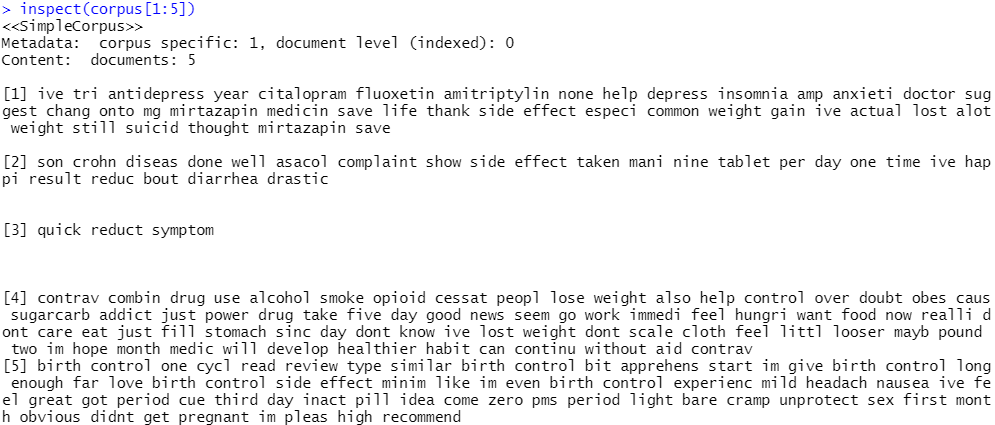 > inspect(corpus[1:5])
<<SimpleCorpus>>
Metadata:  corpus specific: 1, document level (indexed): 0
Content:  documents: 5
[1] ive tri antidepress year citalopram fluoxetin amitriptylin none help depress insomnia amp anxieti doctor sug
gest chang onto mg mirtazapin medicin save life thank side effect especi common weight gain ive actual lost alot
 weight still suicid thought mirtazapin save
[2] son crohn diseas done well asacol complaint show side effect taken mani nine tablet per day one time ive hap
pi result reduc bout diarrhea drastic
[3] quick reduct symptom
[4] contrav combin drug use alcohol smoke opioid cessat peopl lose weight also help control over doubt obes caus
 sugarcarb addict just power drug take five day good news seem go work immedi feel hungri want food now realli d
ont care eat just fill stomach sinc day dont know ive lost weight dont scale cloth feel littl looser mayb pound
 two im hope month medic will develop healthier habit can continu without aid contrav
[5] birth control one cycl read review type similar birth control bit apprehens start im give birth control long
 enough far love birth control side effect minim like im even birth control experienc mild headach nausea ive fe
el great got period cue third day inact pill idea come zero pms period light bare cramp unprotect sex first mont
h obvious didnt get pregnant im pleas high recommend